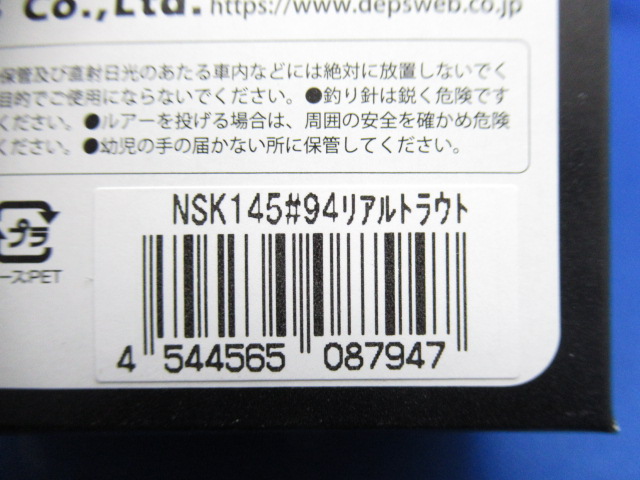 Co.,Ltd. https://www.depsweb.co.jp
保管及び直射日光のあたる車内などには絶対に放置しないでく
目的でご使用にならないでください。●釣り針は鋭く危険です
ください。●ルアーを投げる場合は、周囲の安全を確かめ危険
ください。●幼児の手の届かない所に保管してください。
NSK145#94リアルトラウト
プラ
ース:PET
4 544565 087947